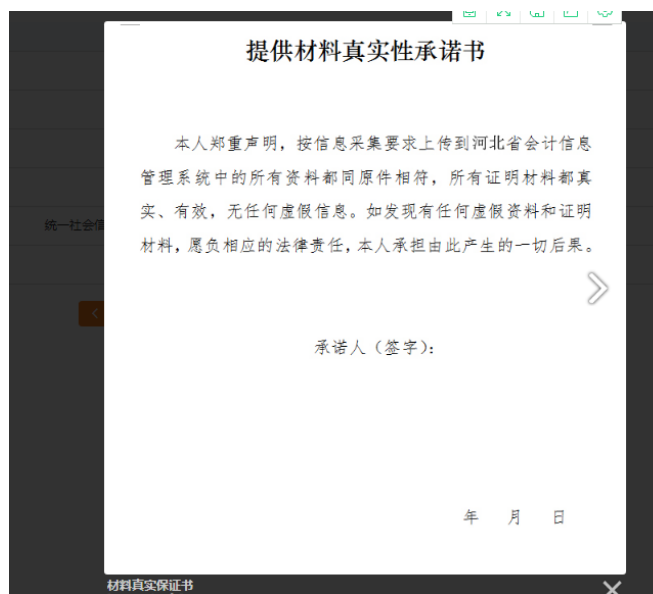 提供材料真实性承诺书
本人郑重声明，按信息采集要求上传到河北省会计信息
管理系统中的所有资料都同原件相符，所有证明材料都真
实、有效，无任何虚假信息。如发现有任何虚假资料和证明
材料，愿负相应的法律责任，本人承担由此产生的一切后果。
统一社会信
承诺人（签字）：
年 月 日
材料真实保证书